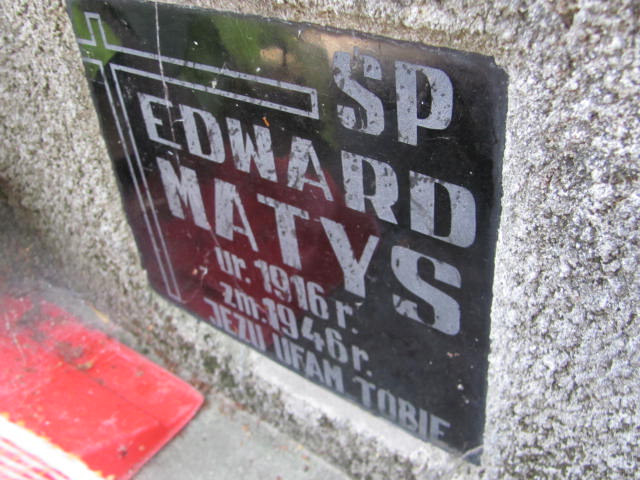 SP
EDWARD
MATYS
ur. 1916 r.
zm. 1946 r.
JEZU UFAM TOBIE